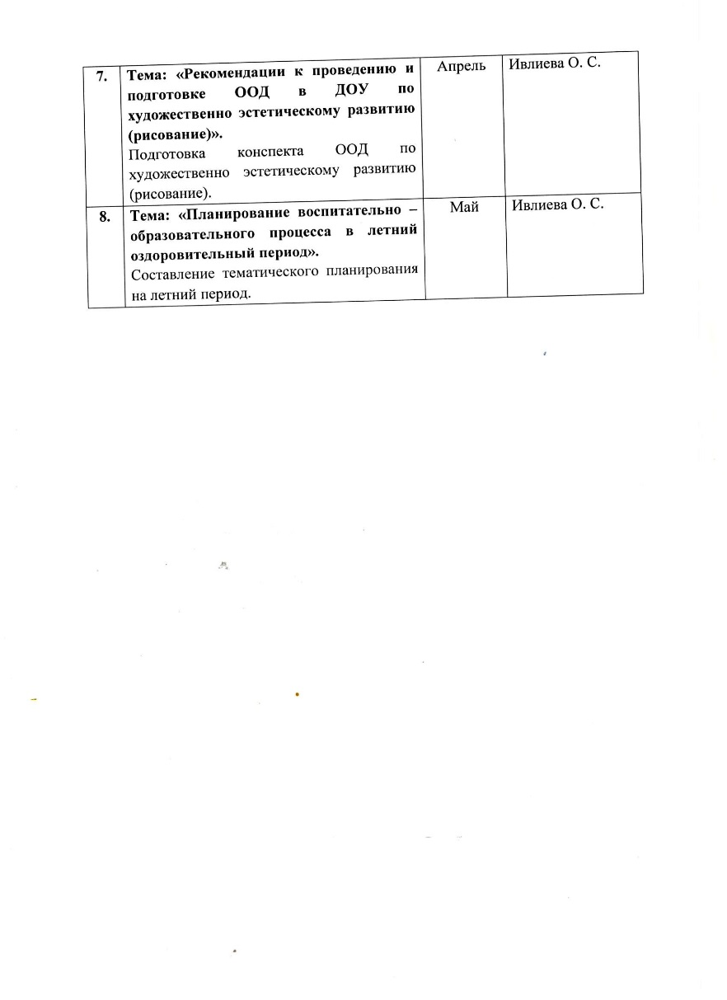 7. Тема: «Рекомендации к проведению и Апрель Ивлиева О. С.
подготовке ООД в ДОУ по
художественно эстетическому развитию
(рисование)».
Подготовка конспекта ООД по
художественно эстетическому развитию
(рисование).
8. Тема: «Планирование воспитательно – Май Ивлиева О. С.
образовательного процесса в летний
оздоровительный период».
Составление тематического планирования
на летний период.